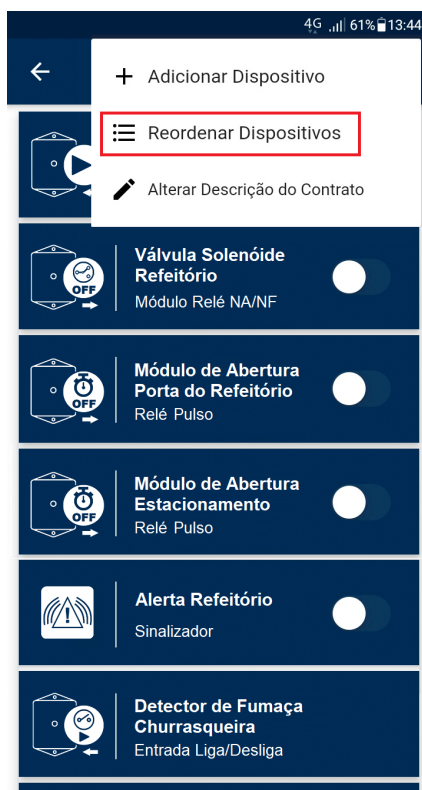 4G 61% 13:44
Adicionar Dispositivo
Reordenar Dispositivos
Alterar Descrição do Contrato
OFF
Válvula Solenóide
Refeitório
Módulo Relé NA/NF
OFF
Módulo de Abertura
Porta do Refeitório
Relé Pulso
OFF
Módulo de Abertura
Estacionamento
Relé Pulso
Alerta Refeitório
Sinalizador
Detector de Fumaça
Churrasqueira
Entrada Liga/Desliga